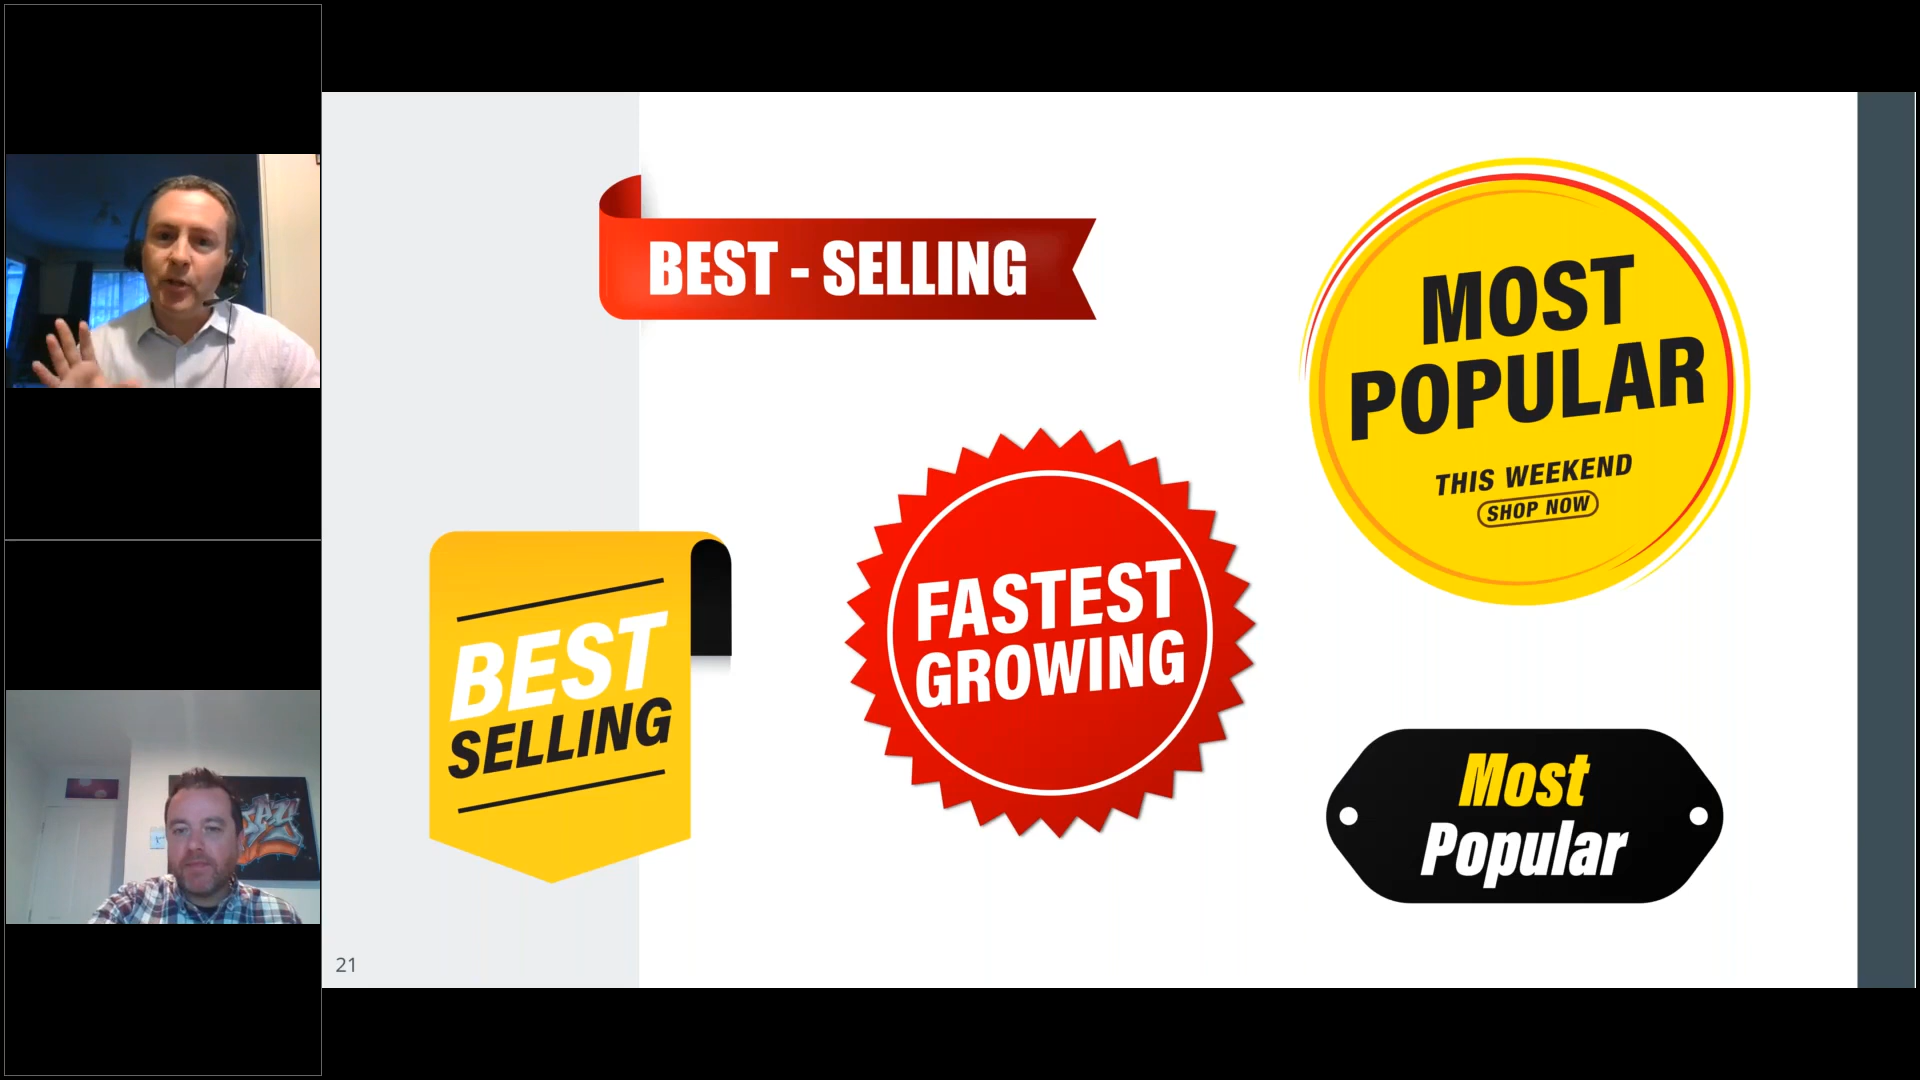 BEST - SELLING
MOST
POPULAR
THIS WEEKEND
SHOP NOW
FASTEST
GROWING
BEST
SELLING
Most
Popular
21